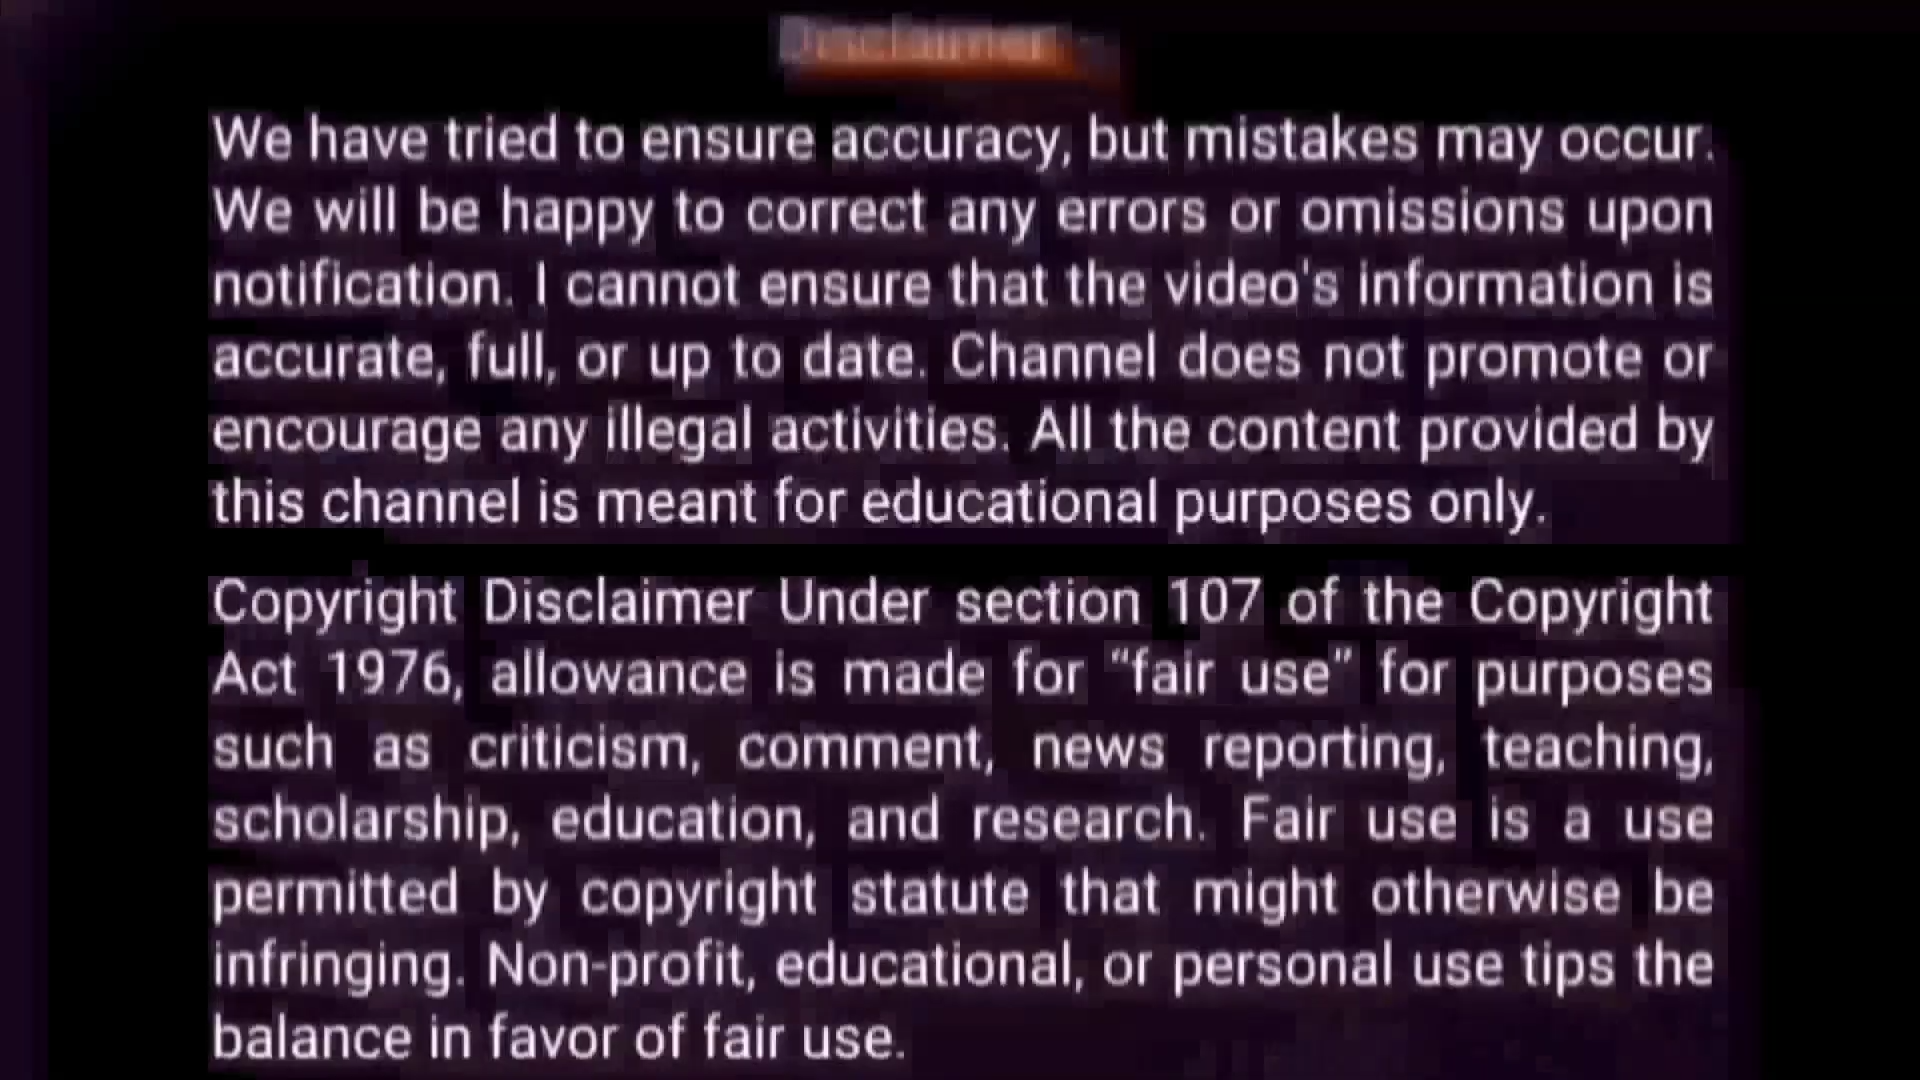 Disclaimer
We have tried to ensure accuracy, but mistakes may occur.
We will be happy to correct any errors or omissions upon
notification. I cannot ensure that the video's information is
accurate, full, or up to date. Channel does not promote or
encourage any illegal activities. All the content provided by
this channel is meant for educational purposes only.
Copyright Disclaimer Under section 107 of the Copyright
Act 1976, allowance is made for “fair use” for purposes
such as criticism, comment, news reporting, teaching,
scholarship, education, and research. Fair use is a use
permitted by copyright statute that might otherwise be
infringing. Non-profit, educational, or personal use tips the
balance in favor of fair use.